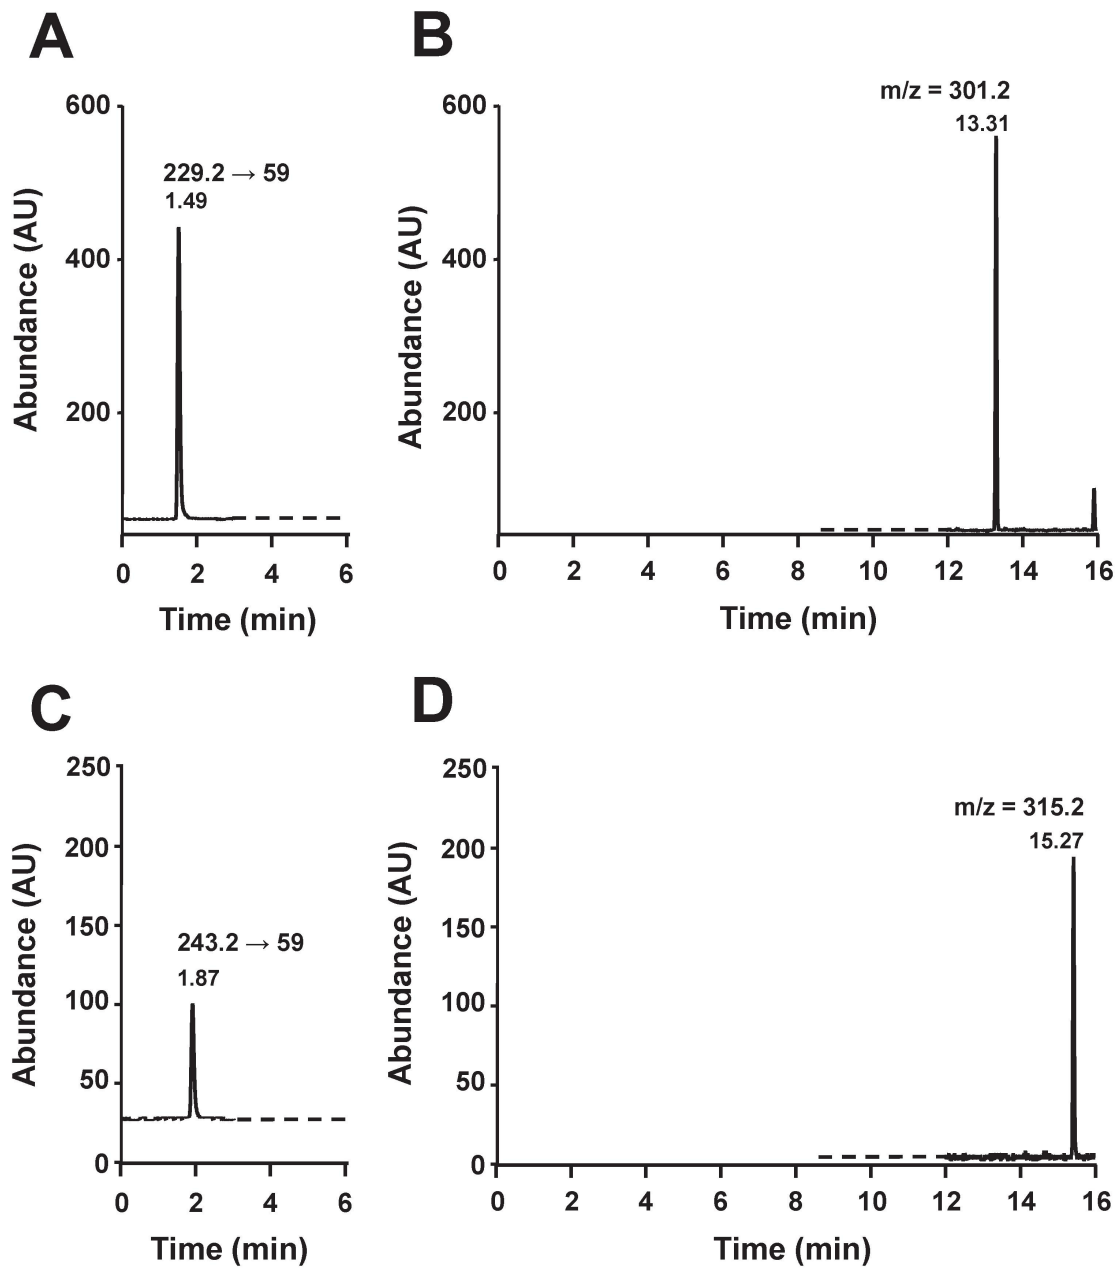 A
B
m/z = 301.2
13.31
600
400
200
Abundance (AU)
229.2 → 59
1.49
0 2 4 6
Time (min)
600
400
200
0
Abundance (AU)
0 2 4 6 8 10 12 14 16
Time (min)
C
D
250
200
150
100
50
0
Abundance (AU)
243.2 → 59
1.87
0 2 4 6
Time (min)
250
200
150
100
50
0
Abundance (AU)
m/z = 315.2
15.27
0 2 4 6 8 10 12 14 16
Time (min)